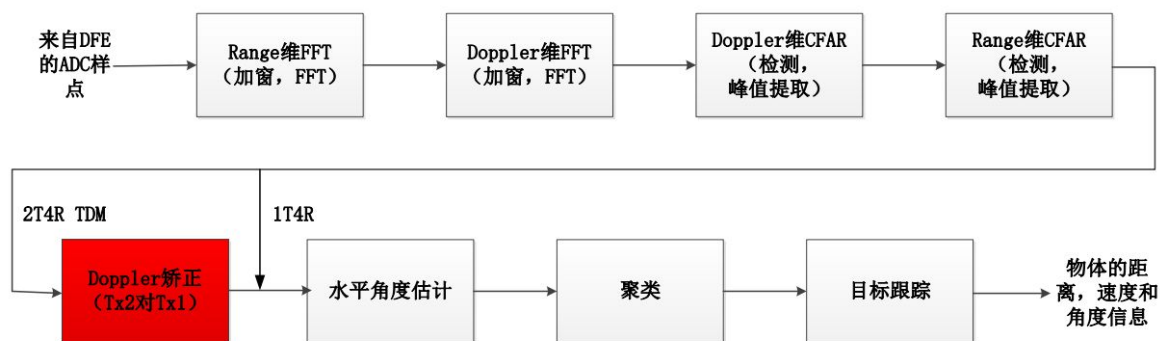 来自DFE
的ADC样
点
Range维FFT
（加窗，FFT）
Doppler维FFT
（加窗，FFT）
Doppler维CFAR
（检测，
峰值提取）
Range维CFAR
（检测，
峰值提取）
2T4R TDM
1T4R
Doppler矫正
（Tx2对Tx1）
水平角度估计
聚类
目标跟踪
物体的距
离，速度和
角度信息